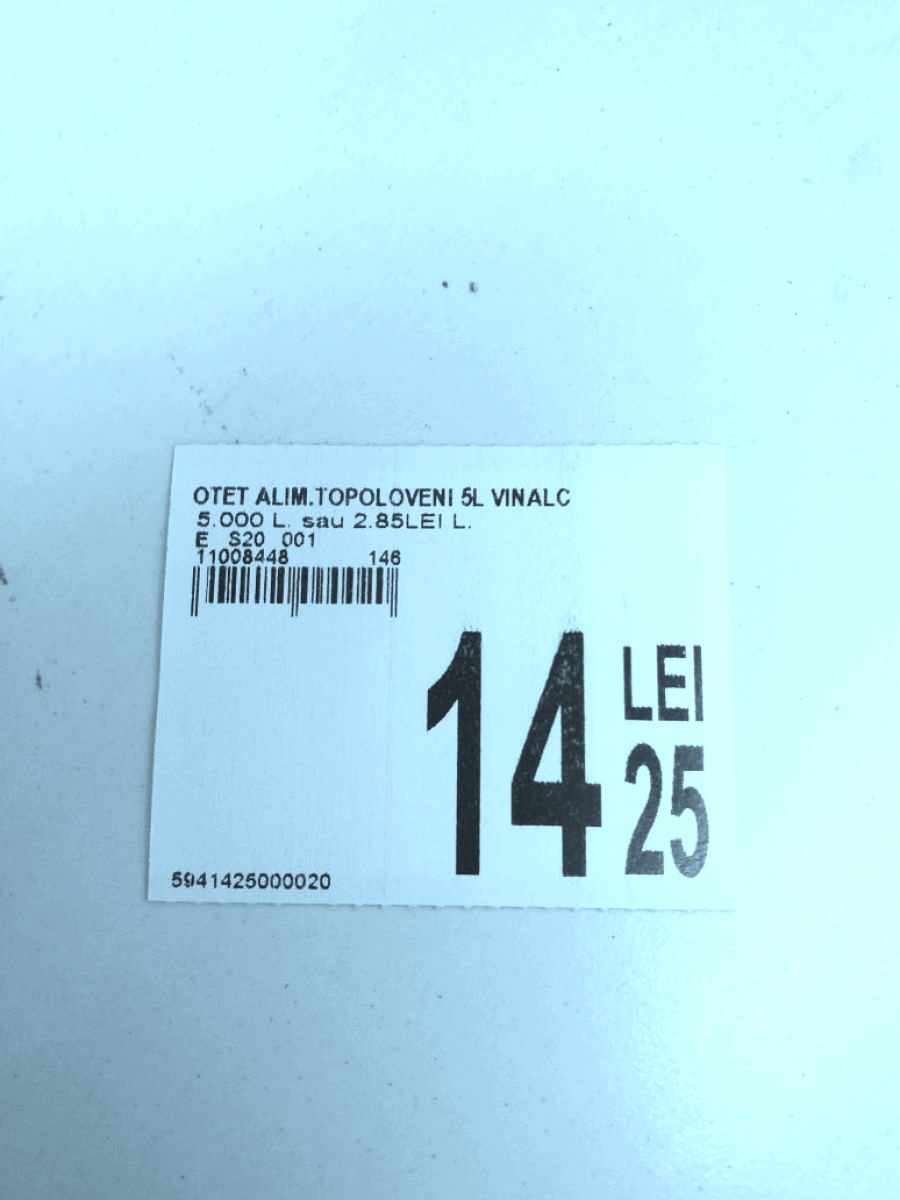 OTET ALIM.TOPOLOVENI 5L VINALC
5.000 L. sau 2.85LEI L.
E S20 001
11008448 146
14 LEI 25
5941425000020